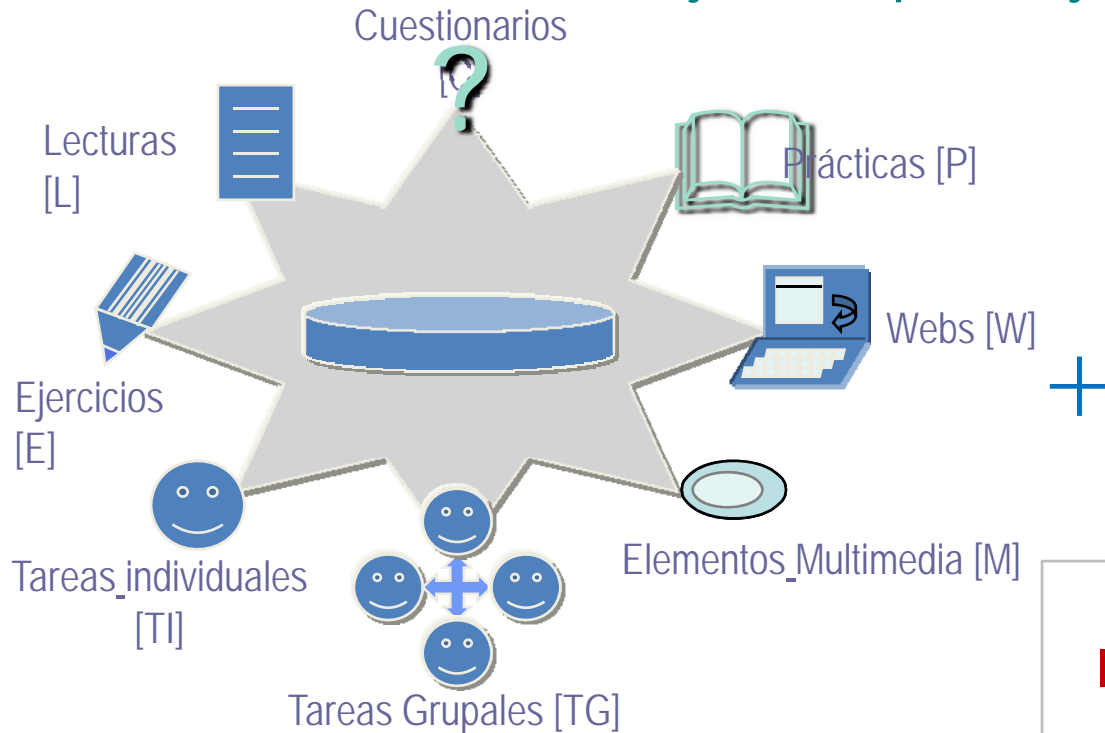 Cuestionarios
Lecturas
[L]
Prácticas [P]
Webs [W]
Ejercicios
[E]
Elementos_Multimedia [M]
Tareas_individuales
[TI]
Tareas Grupales [TG]